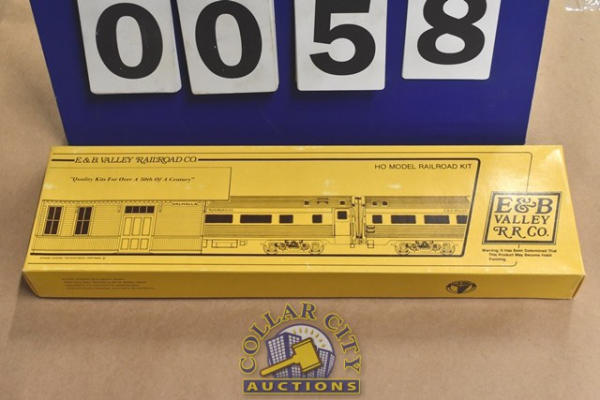 0058
E&B VALLEY RAILROAD CO.
HO MODEL RAILROAD KIT
"Quality Kits For Over A 50th Of A Century"
VALHALLA
E&B
VALLEY
R.R. CO.
Warning: It Has Been Determined That
This Product May Become Habit
Forming.
COLLAR CITY
AUCTIONS